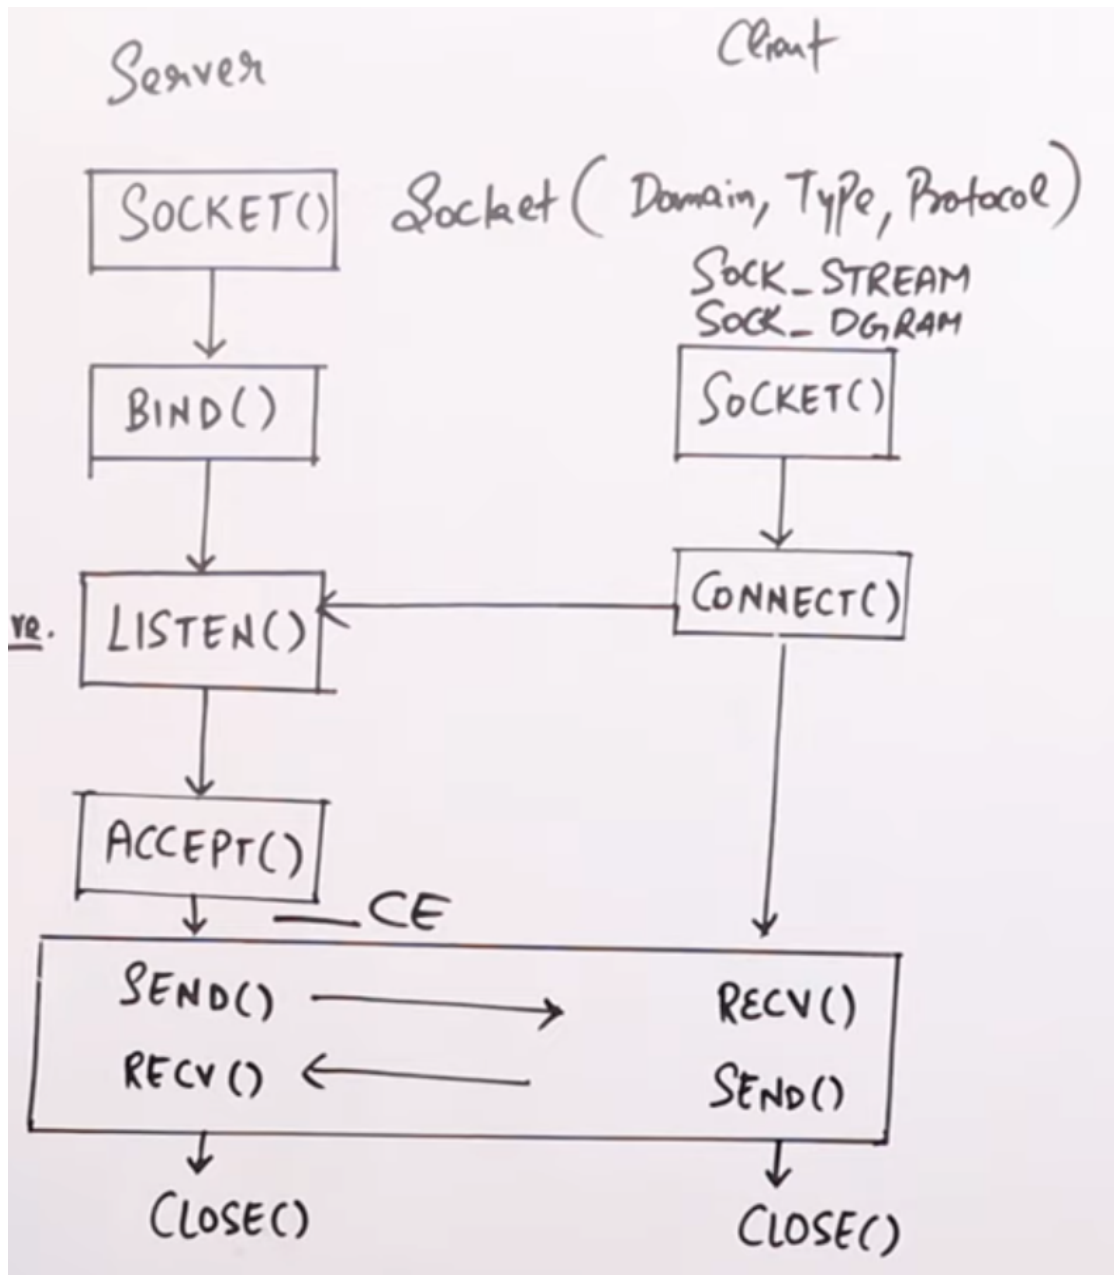 Server
Client
SOCKET()
Socket (Domain, Type, Protocol)
SOCK_STREAM
SOCK_DGRAM
BIND()
SOCKET()
LISTEN()
CONNECT()
ve.
ACCEPT()
CE
SEND()
RECV()
RECV()
SEND()
CLOSE()
CLOSE()